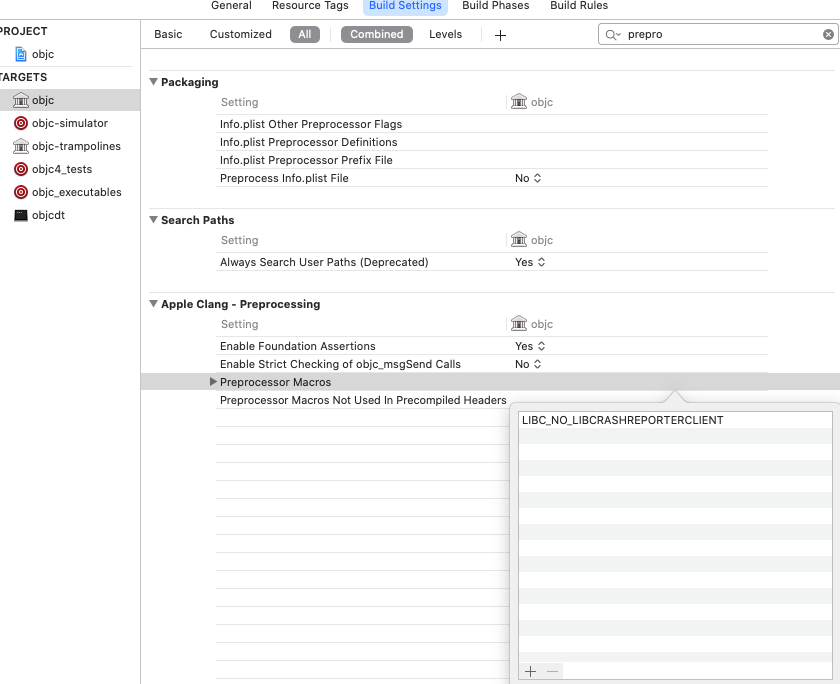 General Resource Tags Build Settings Build Phases Build Rules
PROJECT
objc
TARGETS
objc
objc-simulator
objc-trampolines
objc4_tests
objc_executables
objcdt
Basic Customized All Combined Levels + prepro
Packaging
Setting objc
Info.plist Other Preprocessor Flags
Info.plist Preprocessor Definitions
Info.plist Preprocessor Prefix File
Preprocess Info.plist File No
Search Paths
Setting objc
Always Search User Paths (Deprecated) Yes
Apple Clang - Preprocessing
Setting objc
Enable Foundation Assertions Yes
Enable Strict Checking of objc_msgSend Calls No
Preprocessor Macros
Preprocessor Macros Not Used In Precompiled Headers
LIBC_NO_LIBCRASHREPORTERCLIENT